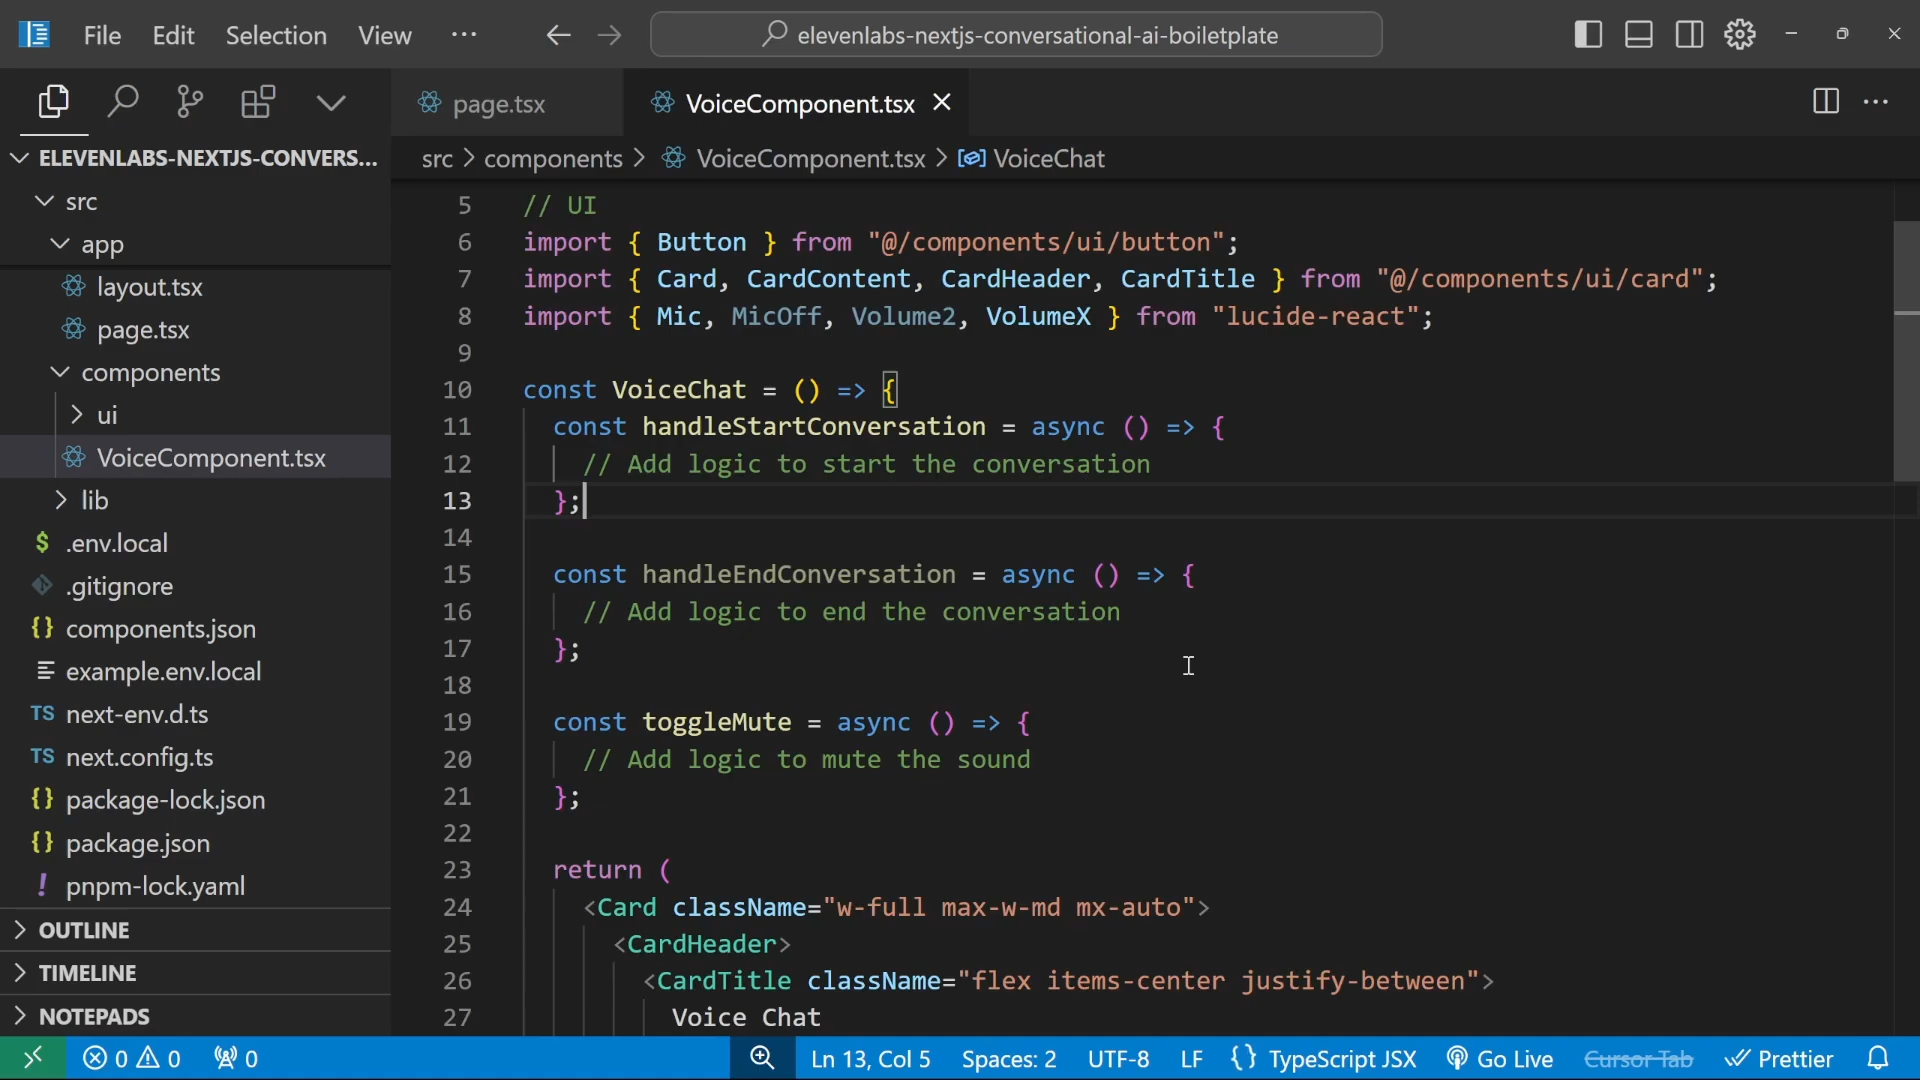 File Edit Selection View ··· elevenlabs-nextjs-conversational-ai-boiletplate
page.tsx VoiceComponent.tsx
ELEVENLABS-NEXTJS-CONVERS...
src
app
layout.tsx
page.tsx
components
ui
VoiceComponent.tsx
lib
.env.local
.gitignore
components.json
example.env.local
next-env.d.ts
next.config.ts
package-lock.json
package.json
pnpm-lock.yaml
OUTLINE
TIMELINE
NOTEPADS
src > components > VoiceComponent.tsx > VoiceChat
5 // UI
6 import { Button } from "@/components/ui/button";
7 import { Card, CardContent, CardHeader, CardTitle } from "@/components/ui/card";
8 import { Mic, MicOff, Volume2, VolumeX } from "lucide-react";
9
10 const VoiceChat = () => {
11 const handleStartConversation = async () => {
12 // Add logic to start the conversation
13 };
14
15 const handleEndConversation = async () => {
16 // Add logic to end the conversation
17 };
18
19 const toggleMute = async () => {
20 // Add logic to mute the sound
21 };
22
23 return (
24 <Card className="w-full max-w-md mx-auto">
25 <CardHeader>
26 <CardTitle className="flex items-center justify-between">
27 Voice Chat
0 0 0 Ln 13, Col 5 Spaces: 2 UTF-8 LF {} TypeScript JSX Go Live Cursor Tab Prettier